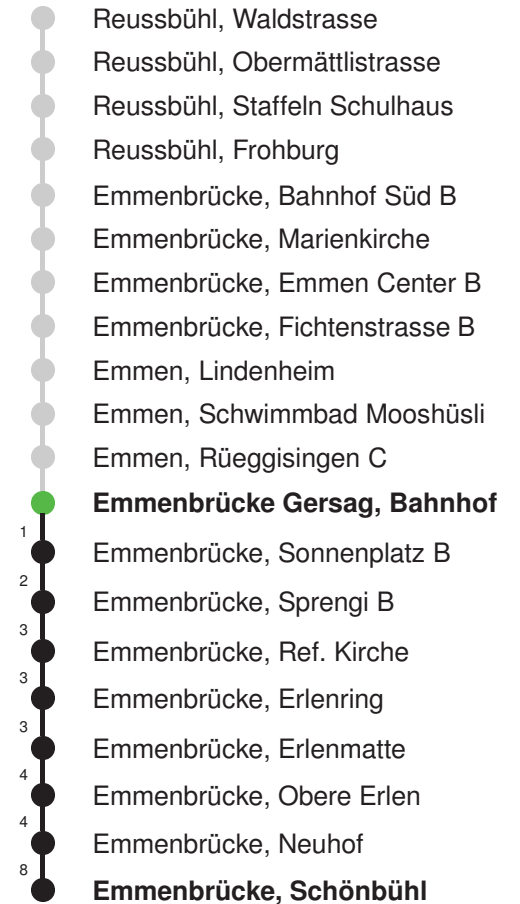 Reussbühl, Waldstrasse
Reussbühl, Obermättlistrasse
Reussbühl, Staffeln Schulhaus
Reussbühl, Frohburg
Emmenbrücke, Bahnhof Süd B
Emmenbrücke, Marienkirche
Emmenbrücke, Emmen Center B
Emmenbrücke, Fichtenstrasse B
Emmen, Lindenheim
Emmen, Schwimmbad Mooshüsli
Emmen, Rüeggisingen C
Emmenbrücke Gersag, Bahnhof
1 Emmenbrücke, Sonnenplatz B
2 Emmenbrücke, Sprengi B
3 Emmenbrücke, Ref. Kirche
3 Emmenbrücke, Erlenring
3 Emmenbrücke, Erlenmatte
4 Emmenbrücke, Obere Erlen
4 Emmenbrücke, Neuhof
8 Emmenbrücke, Schönbühl